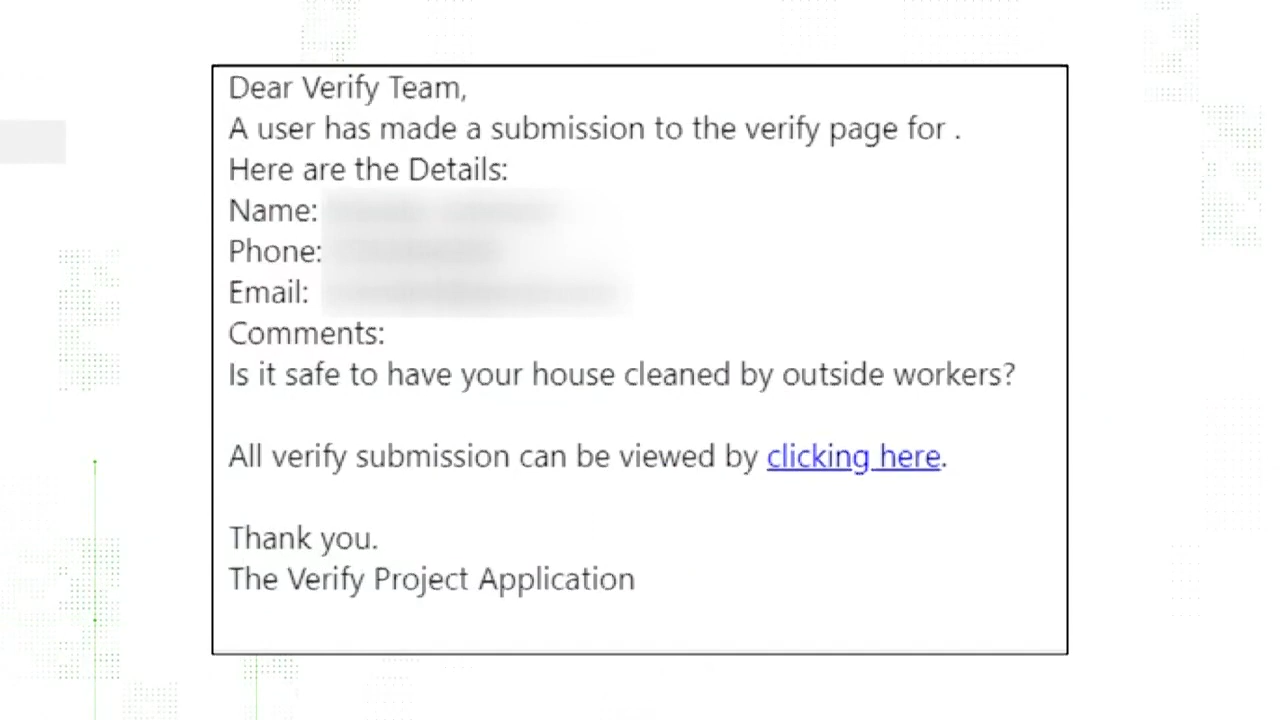 Dear Verify Team,
A user has made a submission to the verify page for .
Here are the Details:
Name:
Phone:
Email:
Comments:
Is it safe to have your house cleaned by outside workers?
All verify submission can be viewed by clicking here.
Thank you.
The Verify Project Application